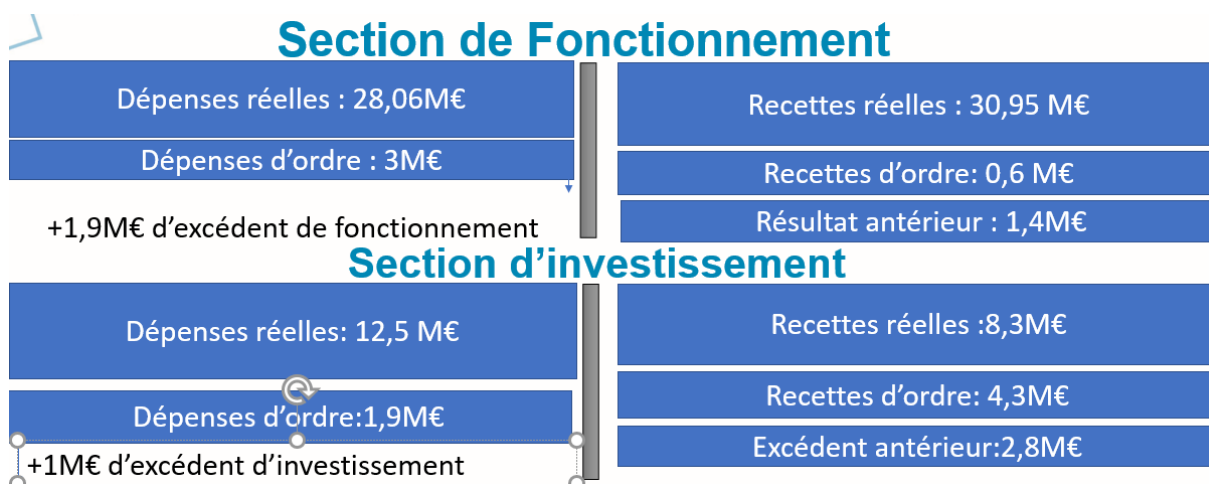 Section de Fonctionnement
Dépenses réelles : 28,06M€
Dépenses d’ordre : 3M€
+1,9M€ d’excédent de fonctionnement
Recettes réelles : 30,95 M€
Recettes d’ordre: 0,6 M€
Résultat antérieur : 1,4M€
Section d’investissement
Dépenses réelles: 12,5 M€
Dépenses d’ordre:1,9M€
+1M€ d’excédent d’investissement
Recettes réelles :8,3M€
Recettes d’ordre: 4,3M€
Excédent antérieur:2,8M€